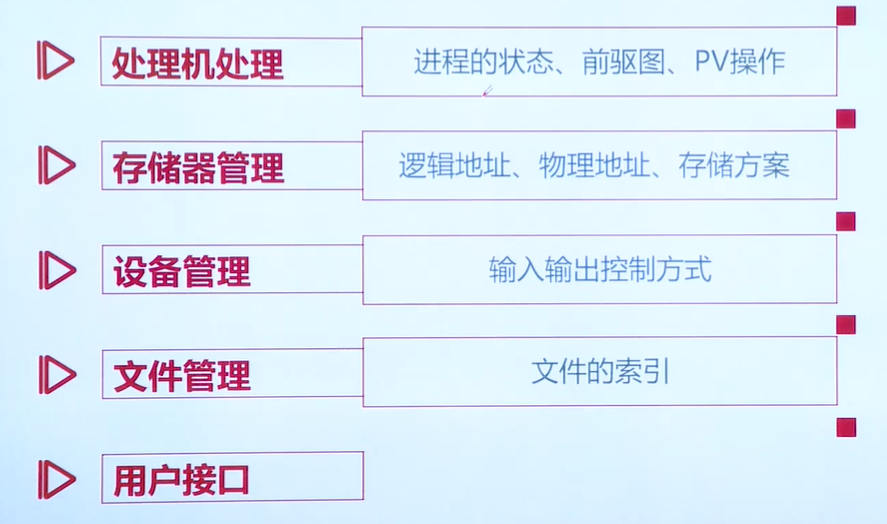 处理机处理
进程的状态、前驱图、PV操作
存储器管理
逻辑地址、物理地址、存储方案
设备管理
输入输出控制方式
文件管理
文件的索引
用户接口